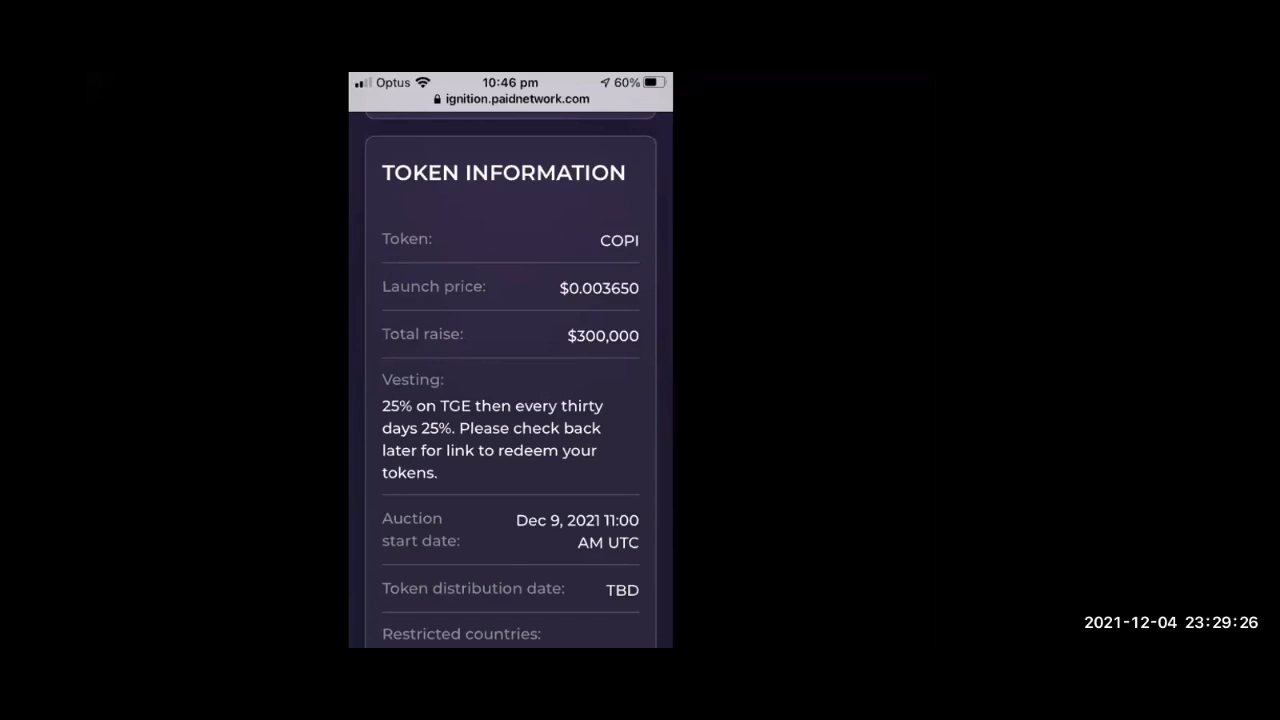 Optus 10:46 pm 60%
ignition.paidnetwork.com
TOKEN INFORMATION
Token: COPI
Launch price: $0.003650
Total raise: $300,000
Vesting:
25% on TGE then every thirty
days 25%. Please check back
later for link to redeem your
tokens.
Auction Dec 9, 2021 11:00
start date: AM UTC
Token distribution date: TBD
Restricted countries:
2021-12-04 23:29:26